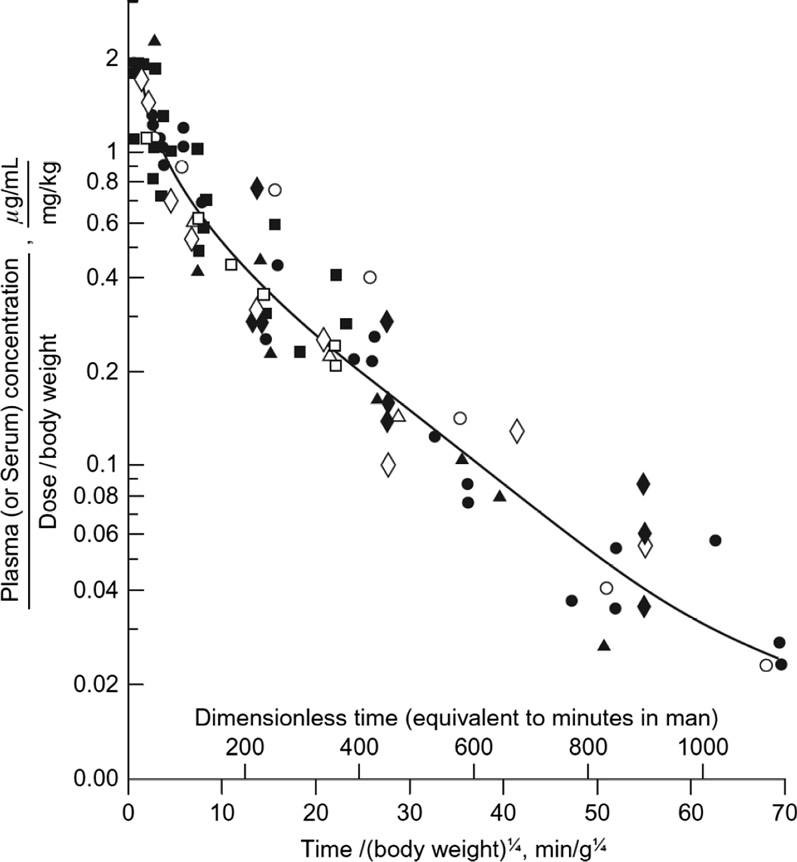 Plasma (or Serum) concentration
Dose/body weight
,
μg/mL
mg/kg
2
1
0.8
0.6
0.4
0.2
0.1
0.08
0.06
0.04
0.02
0.00
Dimensionless time (equivalent to minutes in man)
200 400 600 800 1000
0 10 20 30 40 50 60 70
Time /(body weight)¼, min/g¼